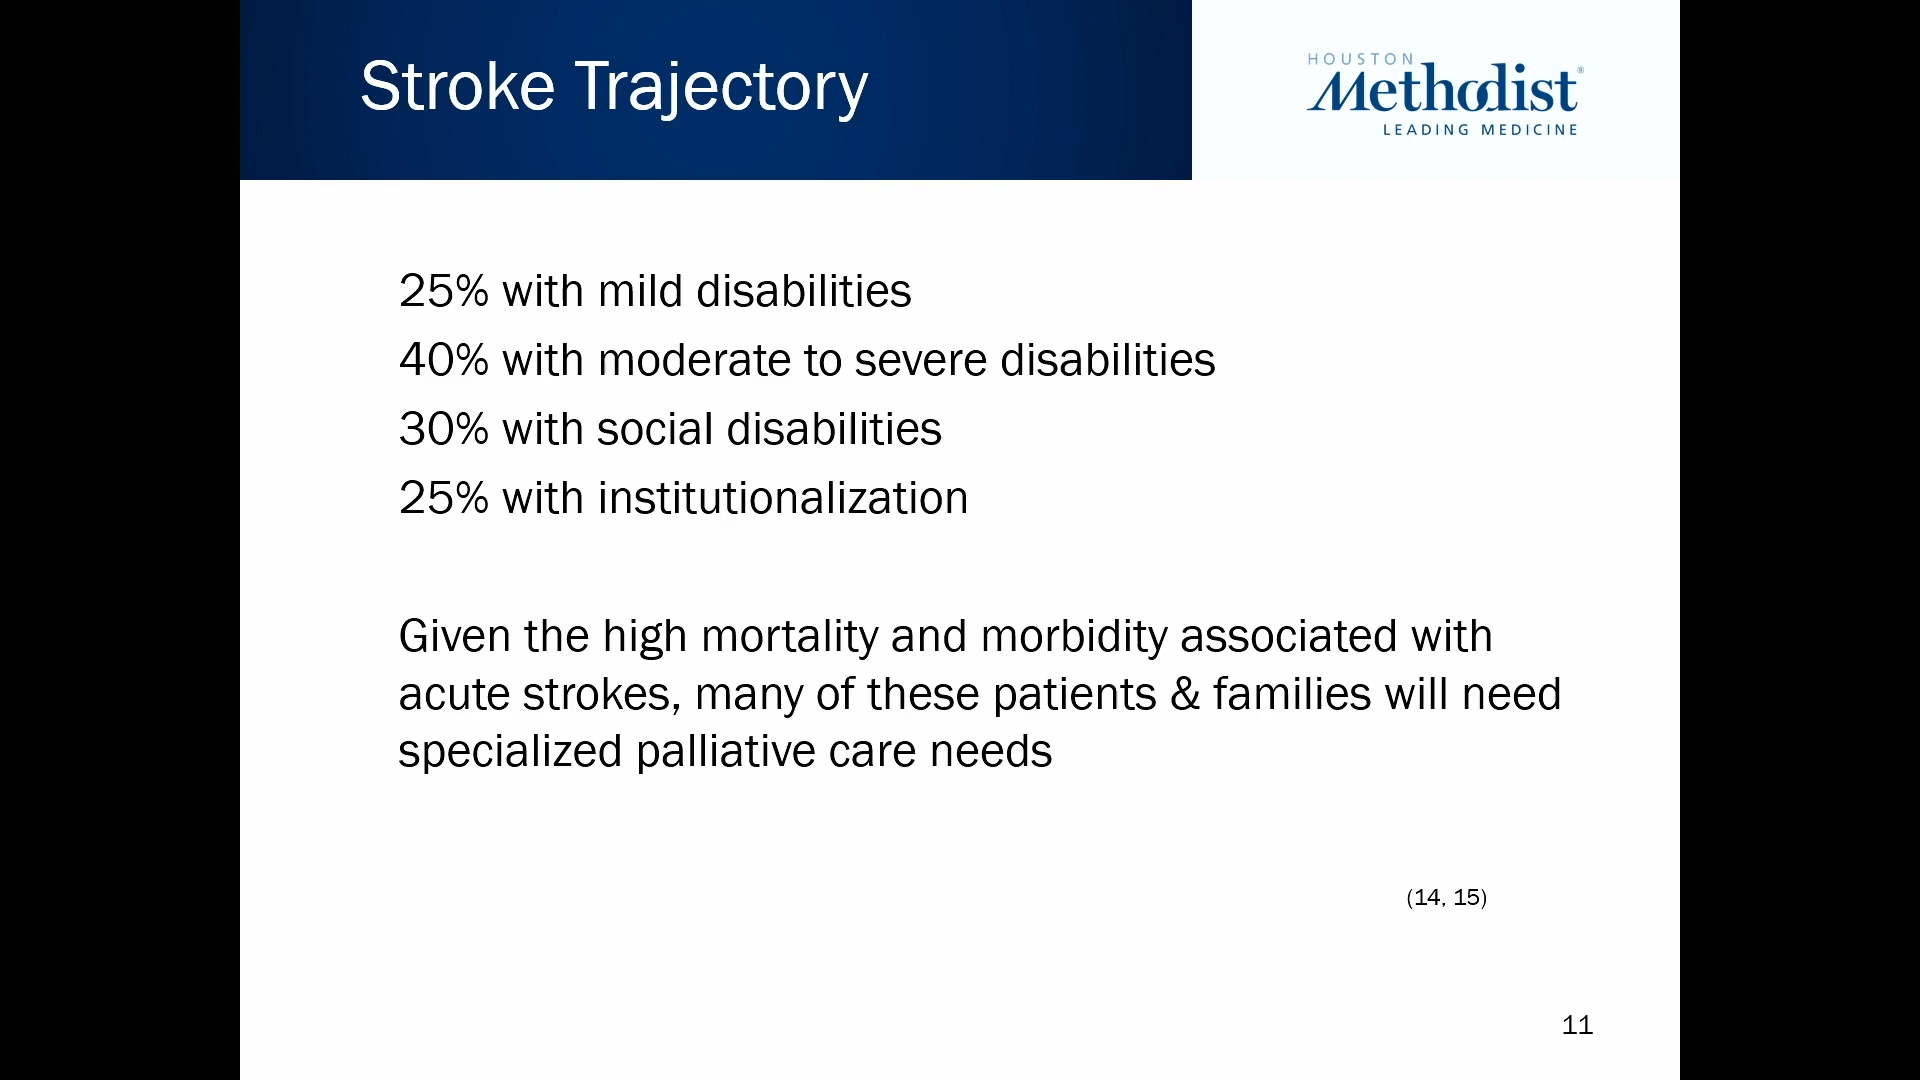 Stroke Trajectory
HOUSTON
Methodist®
LEADING MEDICINE
25% with mild disabilities
40% with moderate to severe disabilities
30% with social disabilities
25% with institutionalization
Given the high mortality and morbidity associated with
acute strokes, many of these patients & families will need
specialized palliative care needs
(14, 15)
11